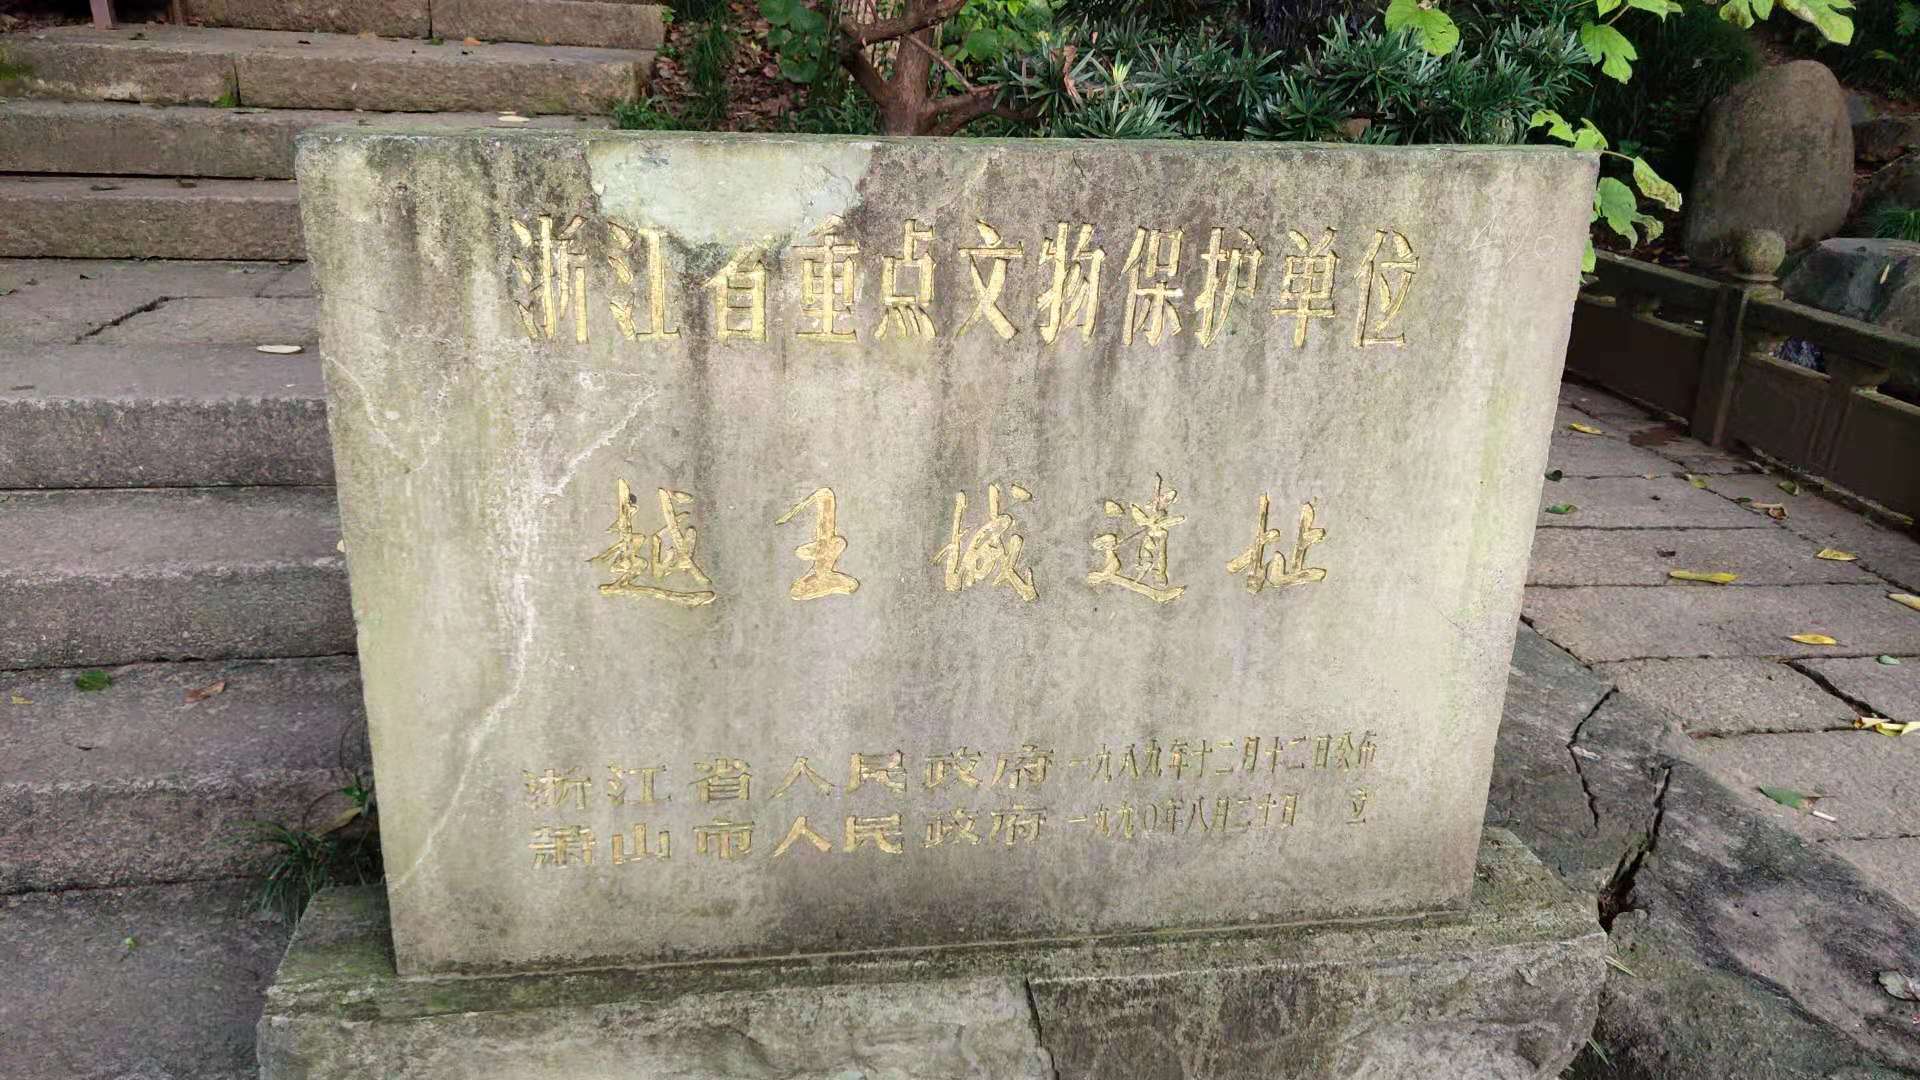 浙江省重点文物保护单位
越王城遗址
浙江省人民政府一九八九年十二月十二日公布
萧山市人民政府一九九〇年八月二十日 立